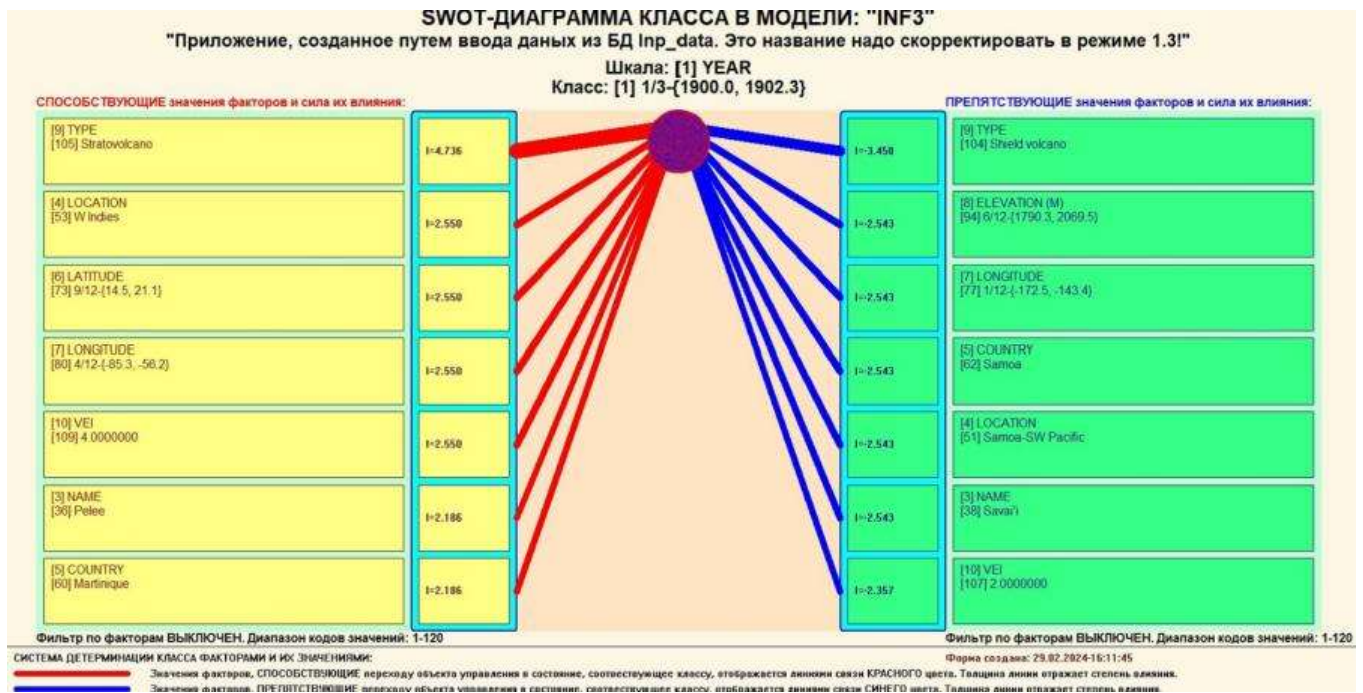 SWOT-ДИАГРАММА КЛАССА В МОДЕЛИ: "INF3"
"Приложение, созданное путем ввода даных из БД Inp_data. Это название надо скорректировать в режиме 1.3!"
Шкала: [1] YEAR
Класс: [1] 1/3-{1900.0, 1902.3}
СПОСОБСТВУЮЩИЕ значения факторов и сила их влияния:
[9] TYPE
[105] Stratovolcano
I=4.736
[4] LOCATION
[53] W Indies
I=2.550
[6] LATITUDE
[73] 9/12-{14.5, 21.1}
I=2.550
[7] LONGITUDE
[80] 4/12-{-85.3, -56.2}
I=2.550
[10] VEI
[109] 4.0000000
I=2.550
[3] NAME
[36] Pelee
I=2.186
[5] COUNTRY
[60] Martinique
I=2.186
Фильтр по факторам ВЫКЛЮЧЕН. Диапазон кодов значений: 1-120
ПРЕПЯТСТВУЮЩИЕ значения факторов и сила их влияния:
I=-3.450
[9] TYPE
[104] Shield volcano
I=-2.543
[8] ELEVATION (M)
[94] 6/12-{1790.3, 2069.5}
I=-2.543
[7] LONGITUDE
[77] 1/12-{-172.5, -143.4}
I=-2.543
[5] COUNTRY
[62] Samoa
I=-2.543
[4] LOCATION
[51] Samoa-SW Pacific
I=-2.543
[3] NAME
[38] Savai'i
I=-2.357
[10] VEI
[107] 2.0000000
Фильтр по факторам ВЫКЛЮЧЕН. Диапазон кодов значений: 1-120
СИСТЕМА ДЕТЕРМИНАЦИИ КЛАССА ФАКТОРАМИ И ИХ ЗНАЧЕНИЯМИ:
Форма создана: 29.02.2024-16:11:45
Значения факторов, СПОСОБСТВУЮЩИЕ переходу объекта управления в состояние, соответствующее классу, отображается линиями связи КРАСНОГО цвета. Толщина линии отражает степень влияния.
Значения факторов, ПРЕПЯТСТВУЮЩИЕ переходу объекта управления в состояние, соответствующее классу, отображается линиями связи СИНЕГО цвета. Толщина линии отражает степень влияния.